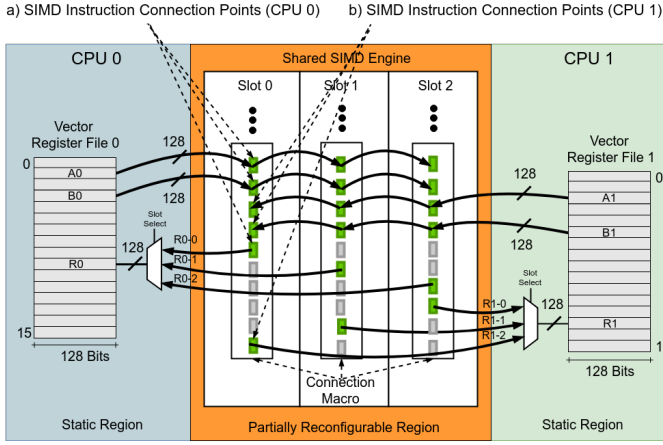 a) SIMD Instruction Connection Points (CPU 0)
b) SIMD Instruction Connection Points (CPU 1)
CPU 0
Shared SIMD Engine
CPU 1
Slot 0
Slot 1
Slot 2
Vector
Register File 0
128
128
0
A0
B0
R0
15
128 Bits
Slot
Select
128
R0-0
R0-1
R0-2
Vector
Register File 1
128
128
0
A1
B1
R1
1
128 Bits
Slot
Select
128
R1-0
R1-1
R1-2
Connection
Macro
Static Region
Partially Reconfigurable Region
Static Region